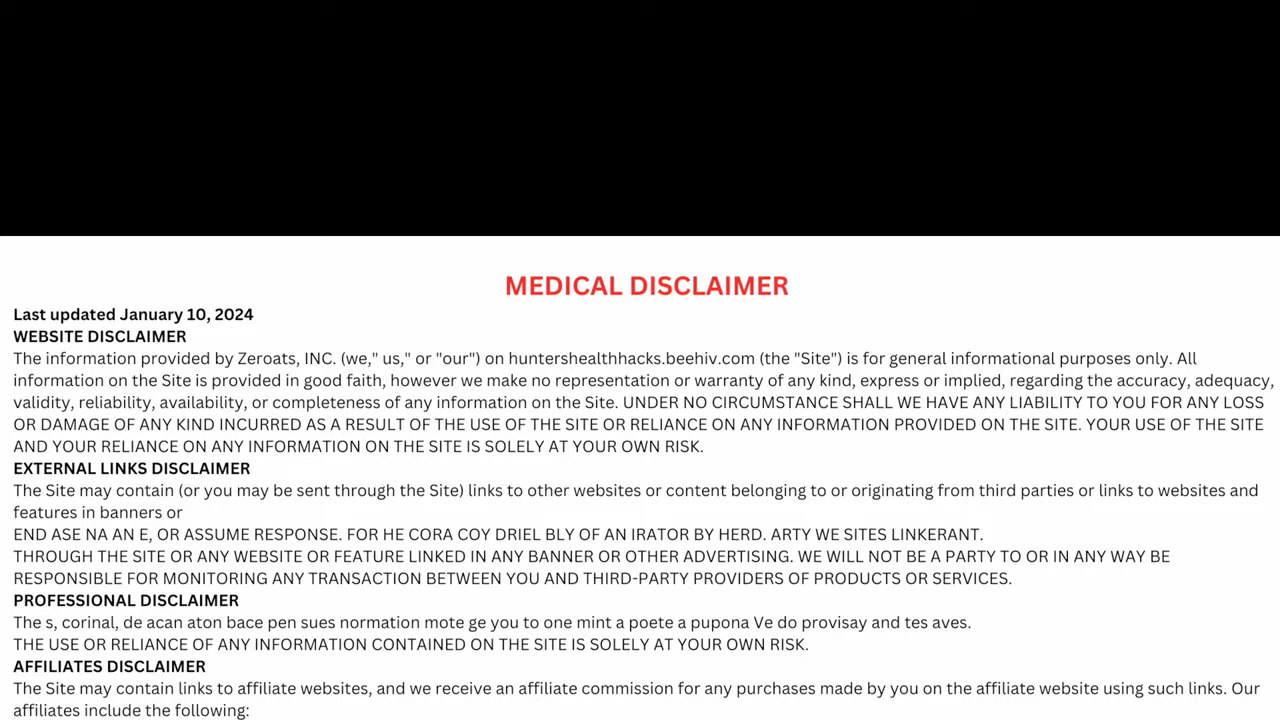 MEDICAL DISCLAIMER
Last updated January 10, 2024
WEBSITE DISCLAIMER
The information provided by Zeroats, INC. (we," us," or "our") on huntershealthhacks.beehiv.com (the "Site") is for general informational purposes only. All
information on the Site is provided in good faith, however we make no representation or warranty of any kind, express or implied, regarding the accuracy, adequacy,
validity, reliability, availability, or completeness of any information on the Site. UNDER NO CIRCUMSTANCE SHALL WE HAVE ANY LIABILITY TO YOU FOR ANY LOSS
OR DAMAGE OF ANY KIND INCURRED AS A RESULT OF THE USE OF THE SITE OR RELIANCE ON ANY INFORMATION PROVIDED ON THE SITE. YOUR USE OF THE SITE
AND YOUR RELIANCE ON ANY INFORMATION ON THE SITE IS SOLELY AT YOUR OWN RISK.
EXTERNAL LINKS DISCLAIMER
The Site may contain (or you may be sent through the Site) links to other websites or content belonging to or originating from third parties or links to websites and
features in banners or
END ASE NA AN E, OR ASSUME RESPONSE. FOR HE CORA COY DRIEL BLY OF AN IRATOR BY HERD. ARTY WE SITES LINKERANT.
THROUGH THE SITE OR ANY WEBSITE OR FEATURE LINKED IN ANY BANNER OR OTHER ADVERTISING. WE WILL NOT BE A PARTY TO OR IN ANY WAY BE
RESPONSIBLE FOR MONITORING ANY TRANSACTION BETWEEN YOU AND THIRD-PARTY PROVIDERS OF PRODUCTS OR SERVICES.
PROFESSIONAL DISCLAIMER
The s, corinal, de acan aton bace pen sues normation mote ge you to one mint a poete a pupona Ve do provisay and tes aves.
THE USE OR RELIANCE OF ANY INFORMATION CONTAINED ON THE SITE IS SOLELY AT YOUR OWN RISK.
AFFILIATES DISCLAIMER
The Site may contain links to affiliate websites, and we receive an affiliate commission for any purchases made by you on the affiliate website using such links. Our
affiliates include the following: